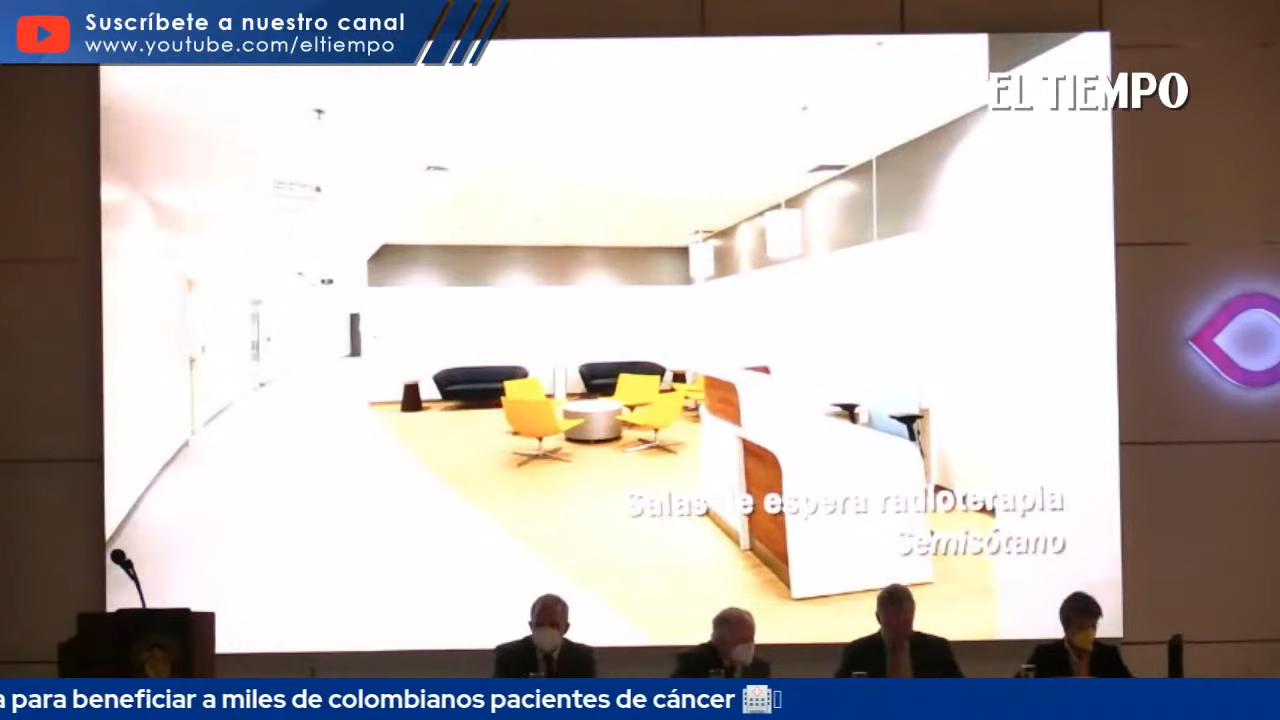 Suscríbete a nuestro canal
www.youtube.com/eltiempo
EL TIEMPO
Salas de espera radioterapia
Semisótano
a para beneficiar a miles de colombianos pacientes de cáncer